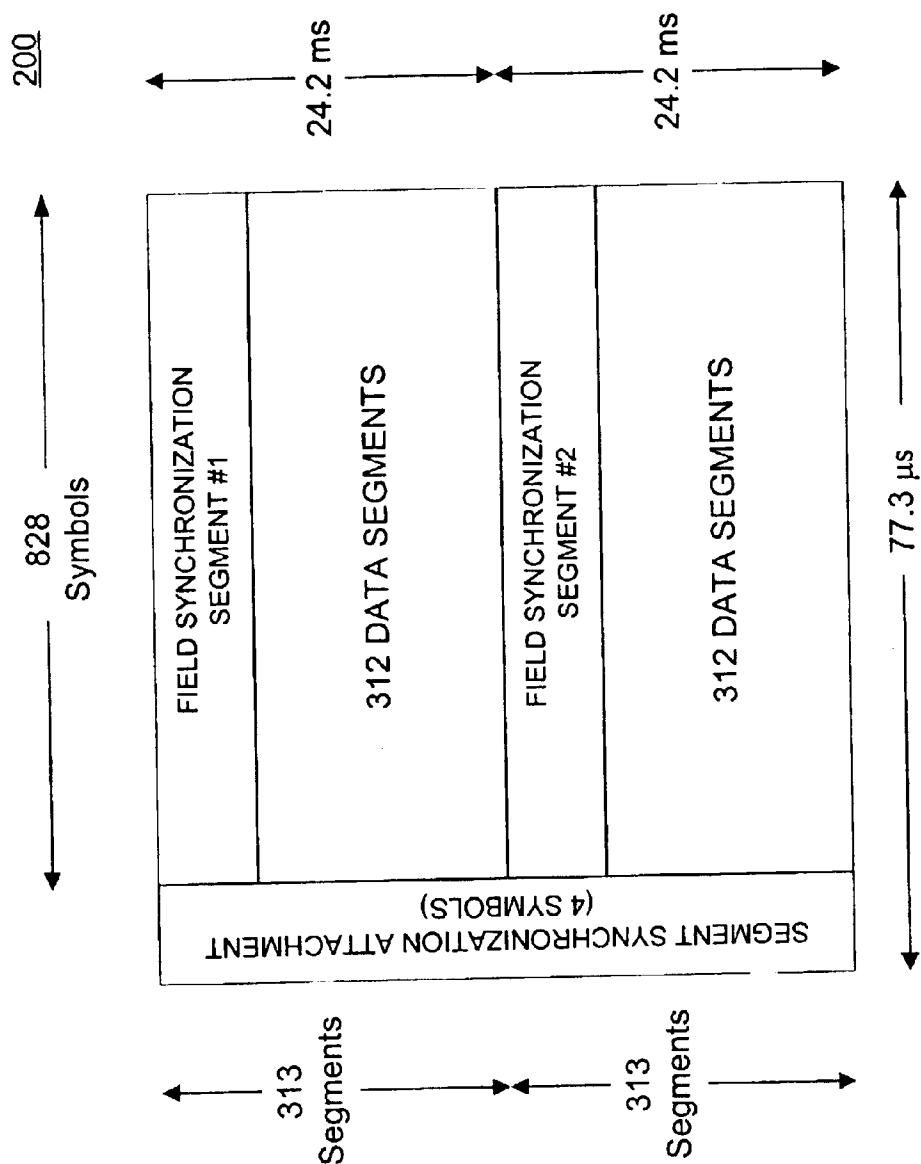 200
828
Symbols
FIELD SYNCHRONIZATION
SEGMENT #1
312 DATA SEGMENTS
FIELD SYNCHRONIZATION
SEGMENT #2
312 DATA SEGMENTS
SEGMENT SYNCHRONIZATION ATTACHMENT
(4 SYMBOLS)
313
Segments
313
Segments
24.2 ms
24.2 ms
77.3 µs